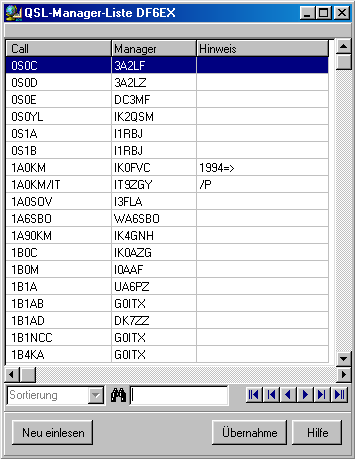 QSL-Manager-Liste DF6EX
Call Manager Hinweis
0S0C 3A2LF
0S0D 3A2LZ
0S0E DC3MF
0S0YL IK2QSM
0S1A I1RBJ
0S1B I1RBJ
1A0KM IK0FVC 1994=>
1A0KM/IT IT9ZGY /P
1A0SOV I3FLA
1A6SBO WA6SBO
1A90KM IK4GNH
1B0C IK0AZG
1B0M I0AAF
1B1A UA6PZ
1B1AB G0ITX
1B1AD DK7ZZ
1B1NCC G0ITX
1B4KA G0ITX
Sortierung
Neu einlesen Übernahme Hilfe